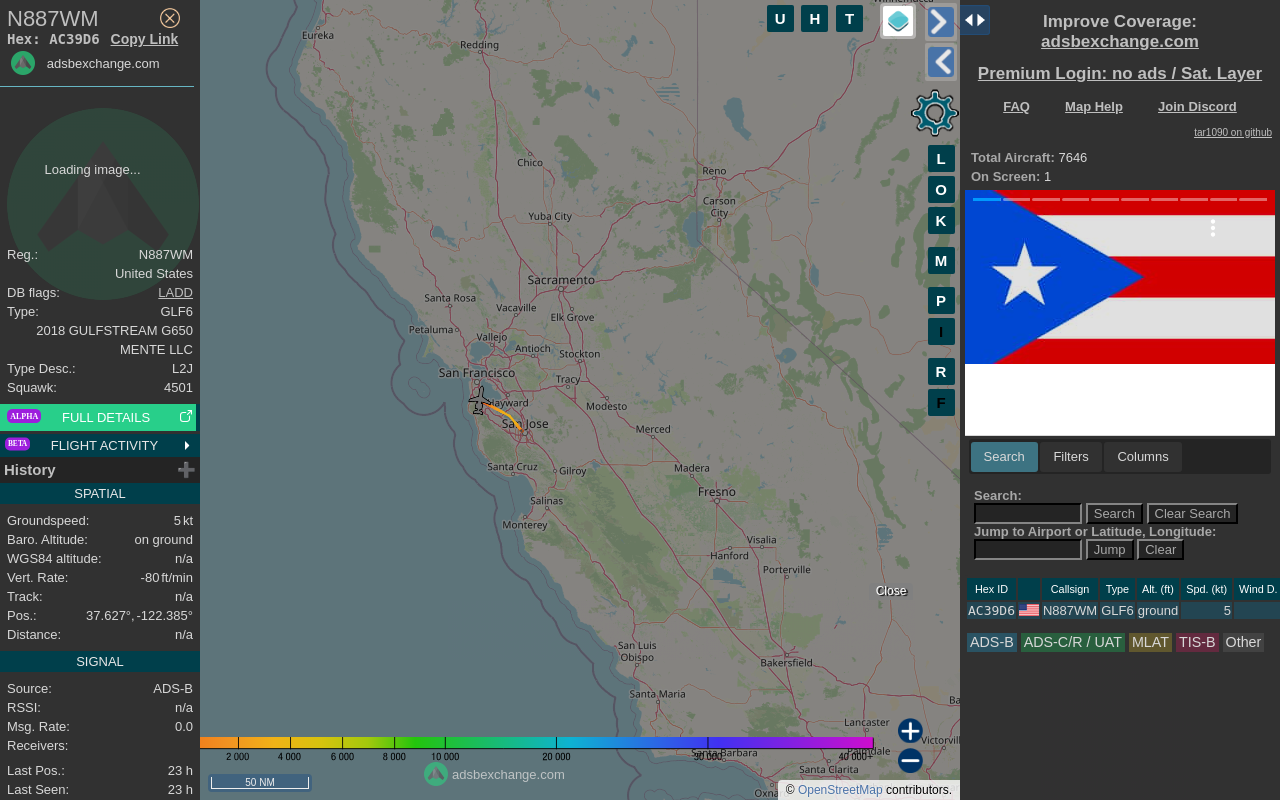 N887WM
Hex: AC39D6 Copy Link
adsbexchange.com
Loading image...
Reg.: N887WM
United States
DB flags: LADD
Type: GLF6
2018 GULFSTREAM G650
MENTE LLC
Type Desc.: L2J
Squawk: 4501
ALPHA FULL DETAILS
BETA FLIGHT ACTIVITY
History
SPATIAL
Groundspeed: 5 kt
Baro. Altitude: on ground
WGS84 altitude: n/a
Vert. Rate: -80 ft/min
Track: n/a
Pos.: 37.627°, -122.385°
Distance: n/a
SIGNAL
Source: ADS-B
RSSI: n/a
Msg. Rate: 0.0
Receivers:
Last Pos.: 23 h
Last Seen: 23 h
U H T
L
O
K
M
P
I
R
F
Eureka
Redding
Chico
Reno
Carson
City
Yuba City
Sacramento
Santa Rosa
Vacaville
Elk Grove
Petaluma
Vallejo
Antioch
Stockton
San Francisco
Tracy
Hayward
Modesto
San Jose
Merced
Santa Cruz
Gilroy
Madera
Fresno
Salinas
Monterey
Visalia
Hanford
Porterville
Close
San Luis
Obispo
Bakersfield
Santa Maria
Lancaster
Santa Barbara
Santa Clarita
2 000 4 000 6 000 8 000 10 000 20 000 30 000 40 000+
50 NM
adsbexchange.com
© OpenStreetMap contributors.
Improve Coverage:
adsbexchange.com
Premium Login: no ads / Sat. Layer
FAQ Map Help Join Discord
tar1090 on github
Total Aircraft: 7646
On Screen: 1
Search Filters Columns
Search:
Search Clear Search
Jump to Airport or Latitude, Longitude:
Jump Clear
Hex ID Callsign Type Alt. (ft) Spd. (kt) Wind D.
AC39D6 N887WM GLF6 ground 5
ADS-B ADS-C/R / UAT MLAT TIS-B Other